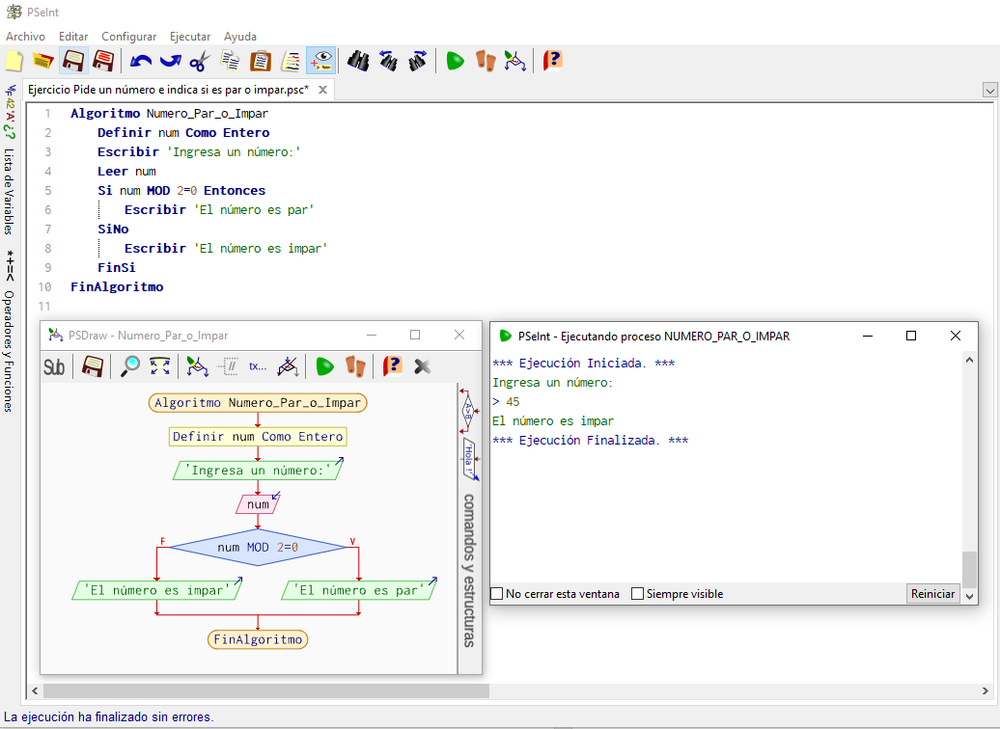 PSeInt
Archivo Editar Configurar Ejecutar Ayuda
Ejercicio Pide un número e indica si es par o impar.psc*
1 Algoritmo Numero_Par_o_Impar
2 Definir num Como Entero
3 Escribir 'Ingresa un número:'
4 Leer num
5 Si num MOD 2=0 Entonces
6 Escribir 'El número es par'
7 SiNo
8 Escribir 'El número es impar'
9 FinSi
10 FinAlgoritmo
11
42 'A' ¿?
Lista de Variables
*+=<
Operadores y Funciones
PSDraw - Numero_Par_o_Impar
Sub
// tx...
?
Algoritmo Numero_Par_o_Impar
Definir num Como Entero
'Ingresa un número:'
num
num MOD 2=0
F
V
'El número es impar'
'El número es par'
FinAlgoritmo
A>B
'Hola !'
comandos y estructuras
PSeInt - Ejecutando proceso NUMERO_PAR_O_IMPAR
*** Ejecución Iniciada. ***
Ingresa un número:
> 45
El número es impar
*** Ejecución Finalizada. ***
No cerrar esta ventana Siempre visible Reiniciar
La ejecución ha finalizado sin errores.